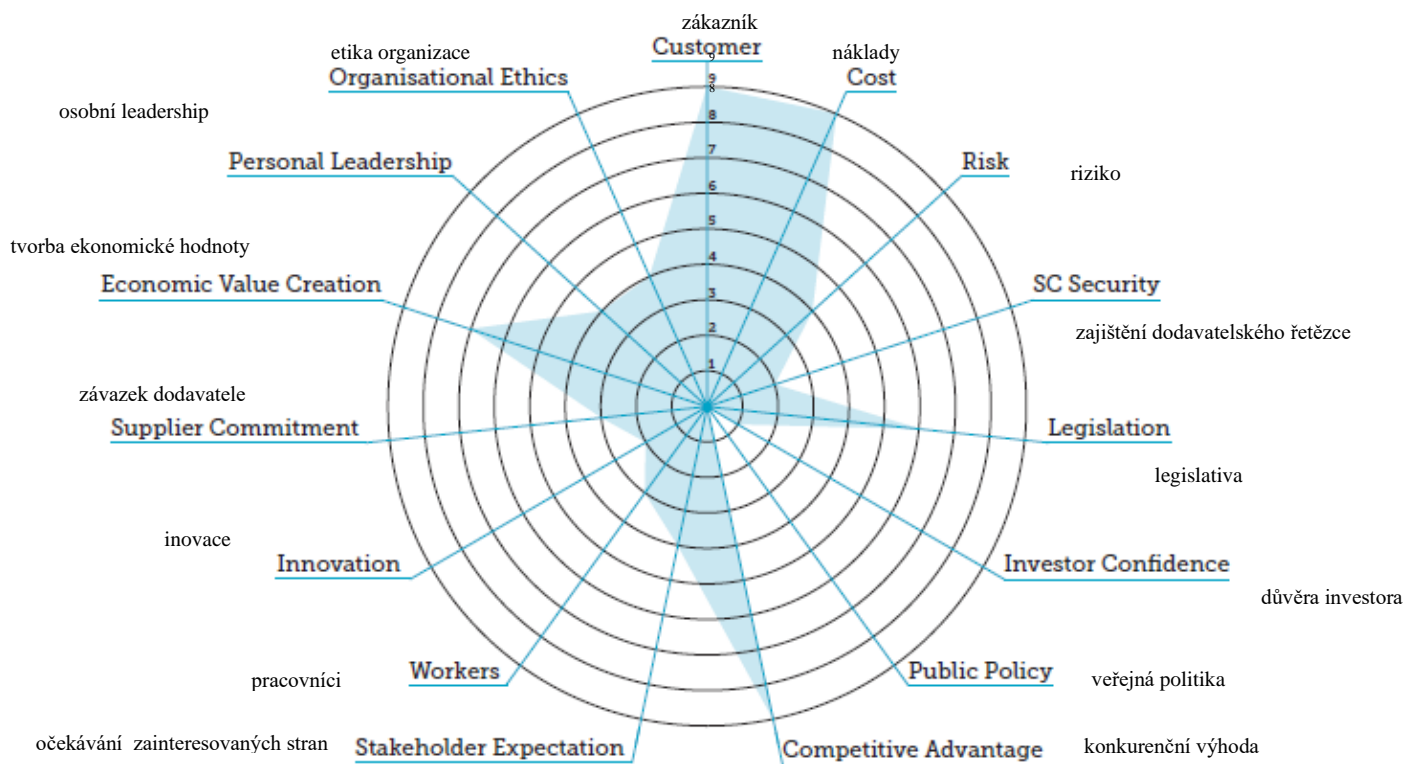 zákazník
etika organizace
Customer
náklady
9
Organisational Ethics
9
Cost
8
osobní leadership
8
7
Personal Leadership
Risk
riziko
6
5
tvorba ekonomické hodnoty
4
Economic Value Creation
SC Security
3
zajištění dodavatelského řetězce
2
1
závazek dodavatele
Supplier Commitment
Legislation
legislativa
inovace
Innovation
Investor Confidence
důvěra investora
pracovníci
Workers
Public Policy
veřejná politika
očekávání zainteresovaných stran
Stakeholder Expectation
Competitive Advantage
konkurenční výhoda